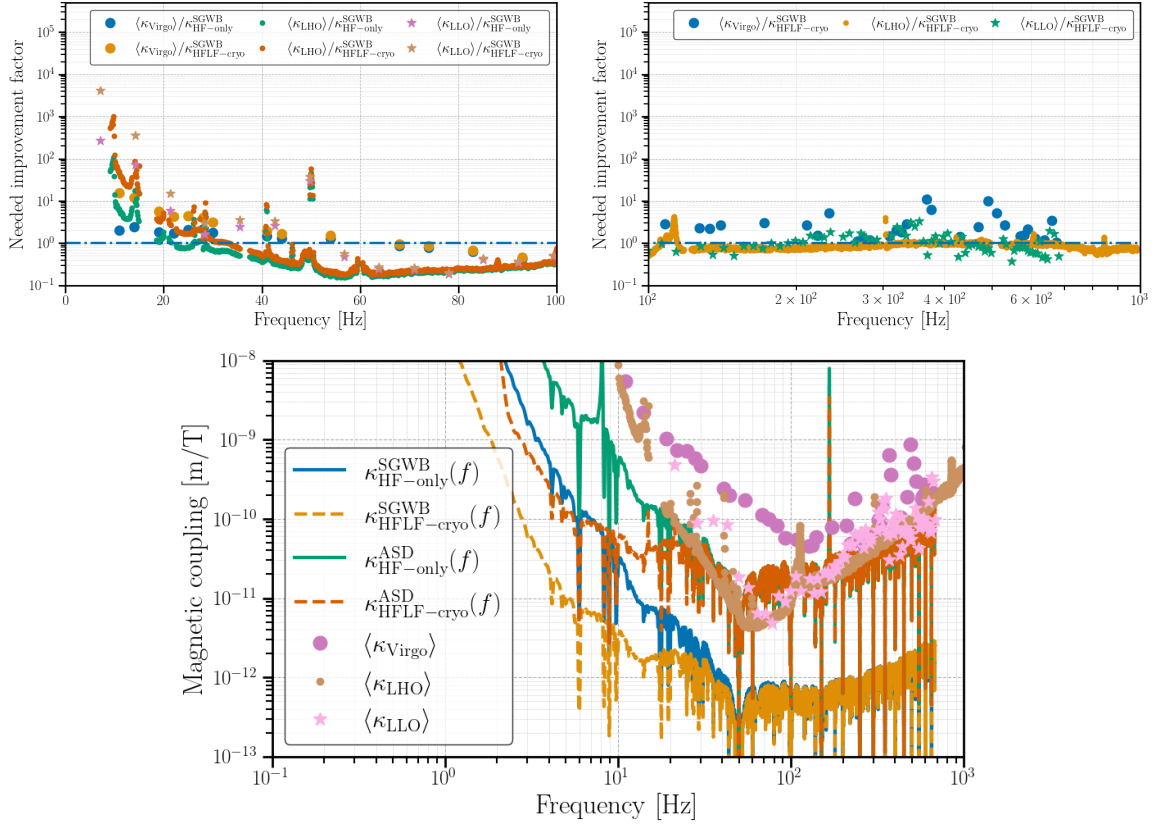 ⟨κ_Virgo⟩/κ^SGWB_HF−only ⟨κ_LHO⟩/κ^SGWB_HF−only ⟨κ_LLO⟩/κ^SGWB_HF−only
⟨κ_Virgo⟩/κ^SGWB_HFLF−cryo ⟨κ_LHO⟩/κ^SGWB_HFLF−cryo ⟨κ_LLO⟩/κ^SGWB_HFLF−cryo
Needed improvement factor
10^5
10^4
10^3
10^2
10^1
10^0
10^−1
0 20 40 60 80 100
Frequency [Hz]
⟨κ_Virgo⟩/κ^SGWB_HFLF−cryo ⟨κ_LHO⟩/κ^SGWB_HFLF−cryo ⟨κ_LLO⟩/κ^SGWB_HFLF−cryo
Needed improvement factor
10^5
10^4
10^3
10^2
10^1
10^0
10^−1
10^2 2 × 10^2 3 × 10^2 4 × 10^2 6 × 10^2 10^3
Frequency [Hz]
Magnetic coupling [m/T]
10^−8
10^−9
10^−10
10^−11
10^−12
10^−13
κ^SGWB_HF−only(f)
κ^SGWB_HFLF−cryo(f)
κ^ASD_HF−only(f)
κ^ASD_HFLF−cryo(f)
⟨κ_Virgo⟩
⟨κ_LHO⟩
⟨κ_LLO⟩
10^−1 10^0 10^1 10^2 10^3
Frequency [Hz]